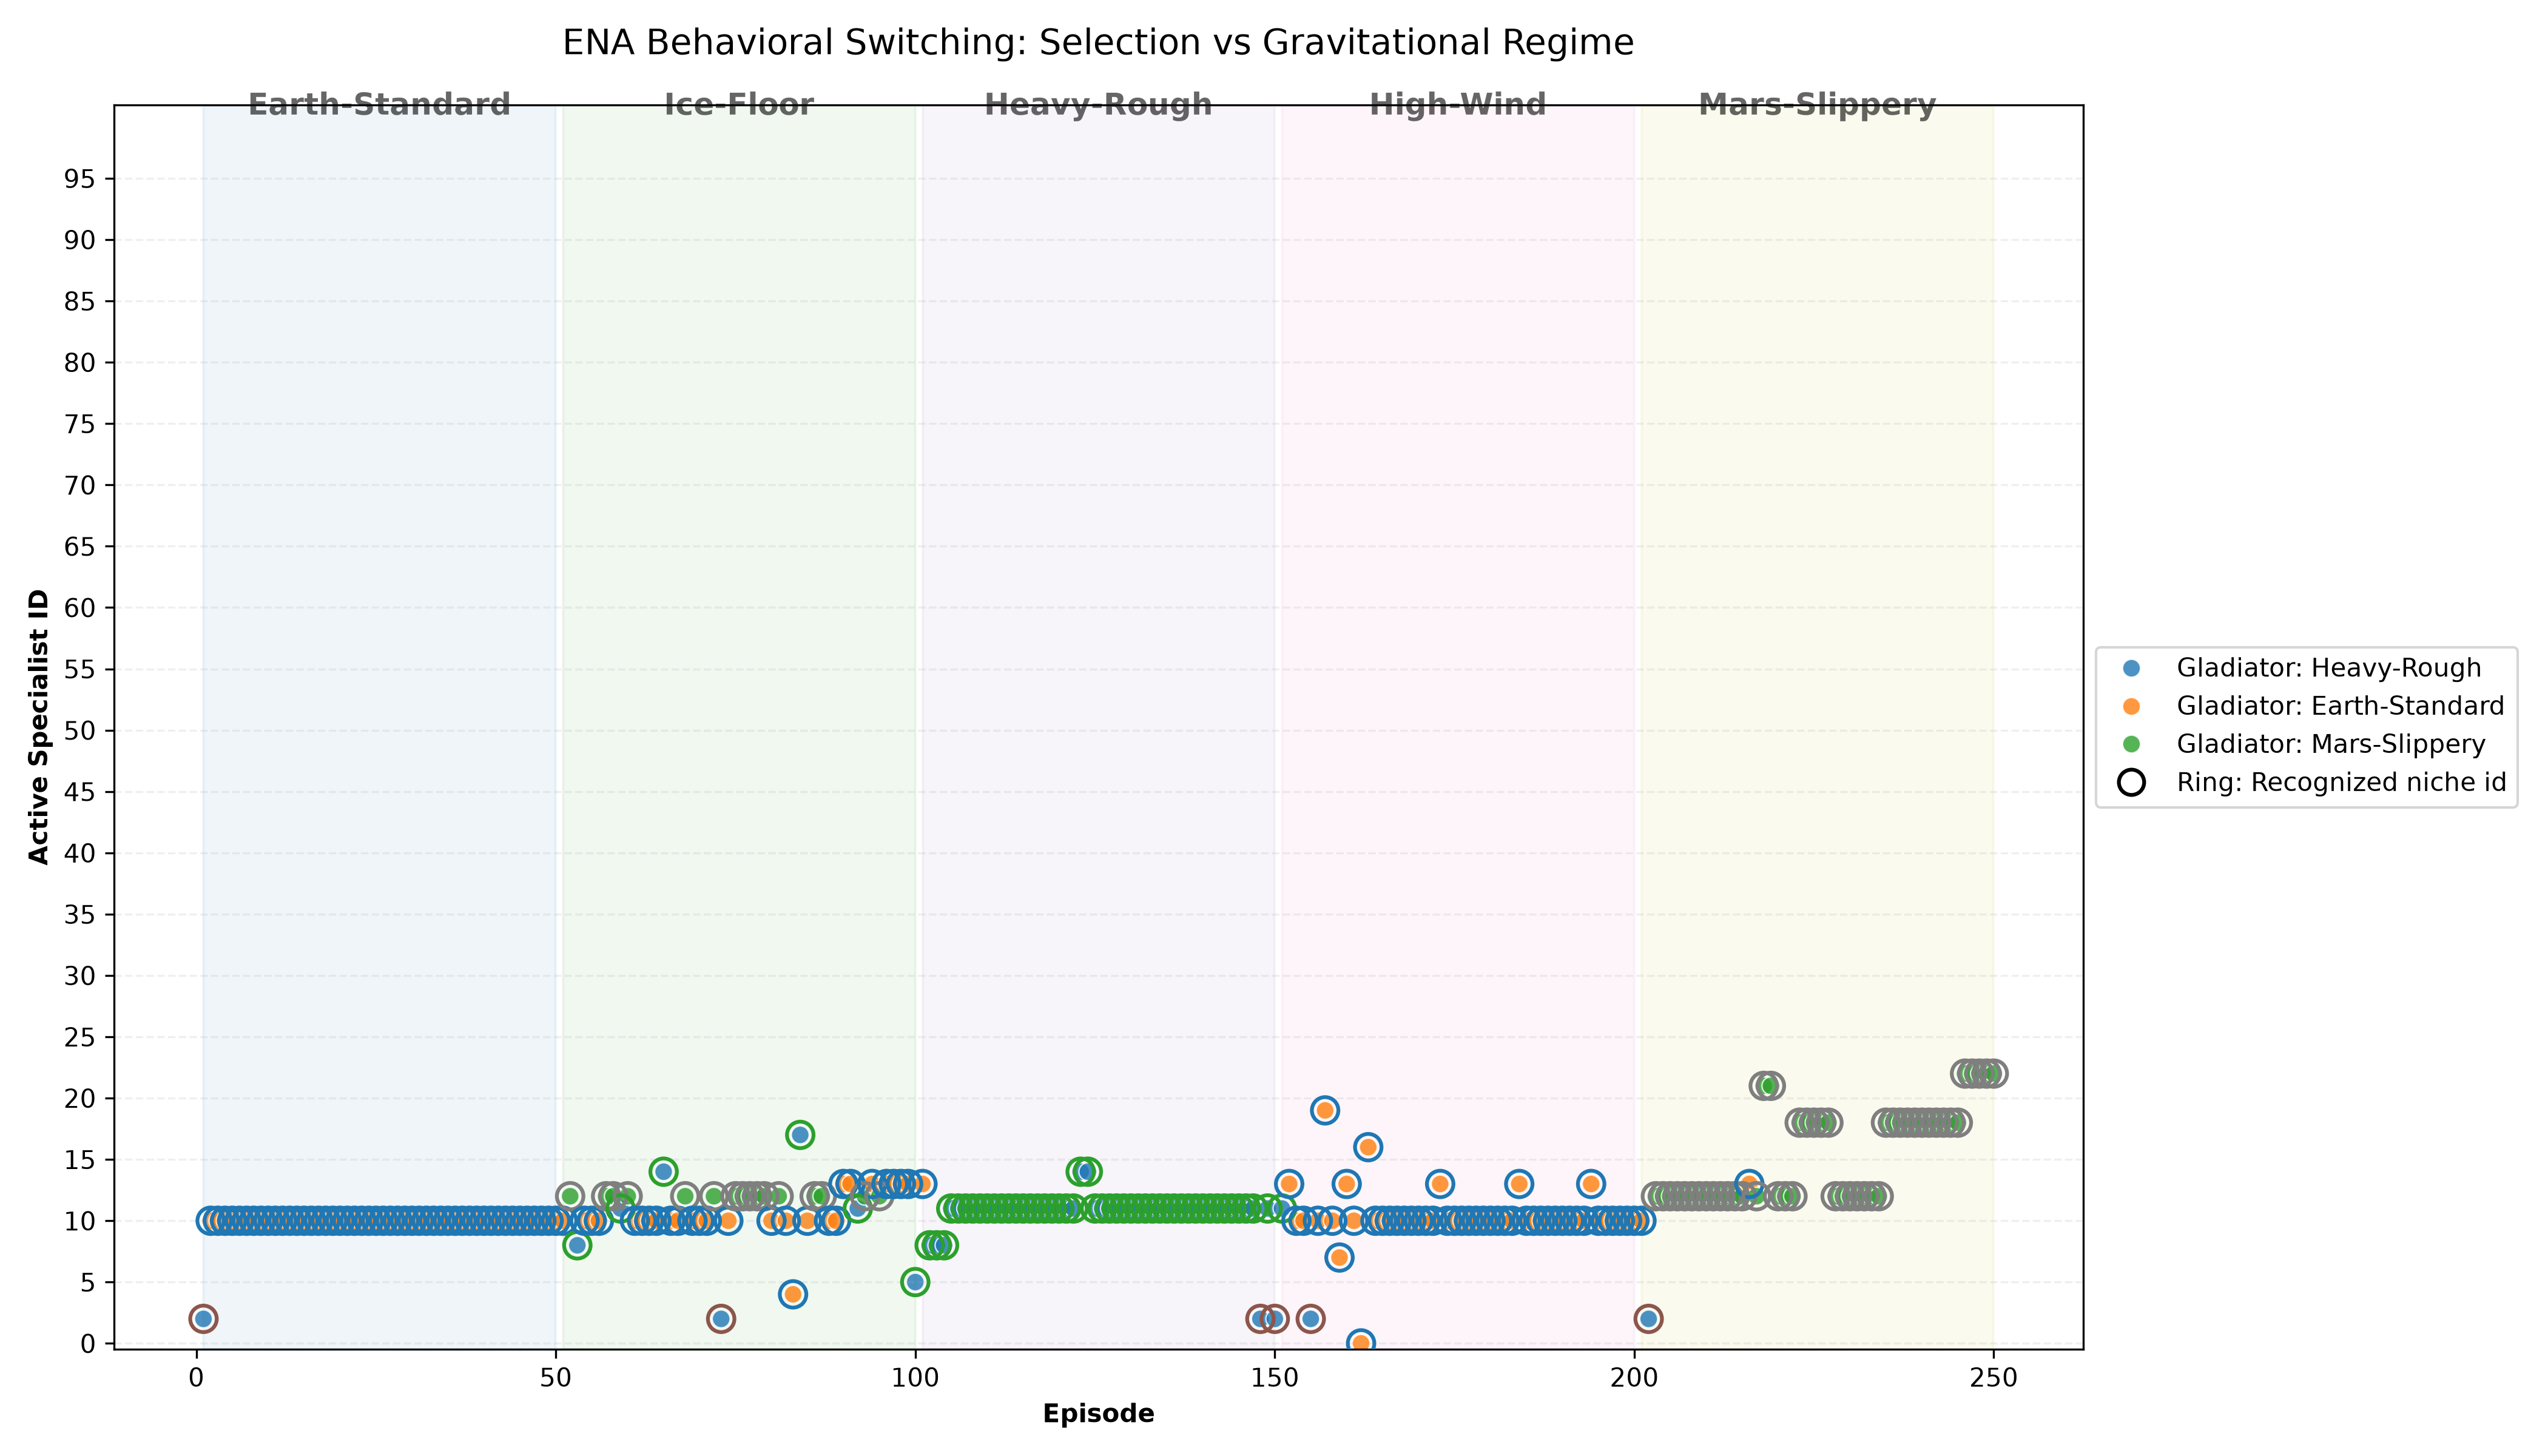 ENA Behavioral Switching: Selection vs Gravitational Regime
Earth-Standard Ice-Floor Heavy-Rough High-Wind Mars-Slippery
95
90
85
80
75
70
65
60
55
50
45
40
35
30
25
20
15
10
5
0
Active Specialist ID
0 50 100 150 200 250
Episode
Gladiator: Heavy-Rough
Gladiator: Earth-Standard
Gladiator: Mars-Slippery
Ring: Recognized niche id